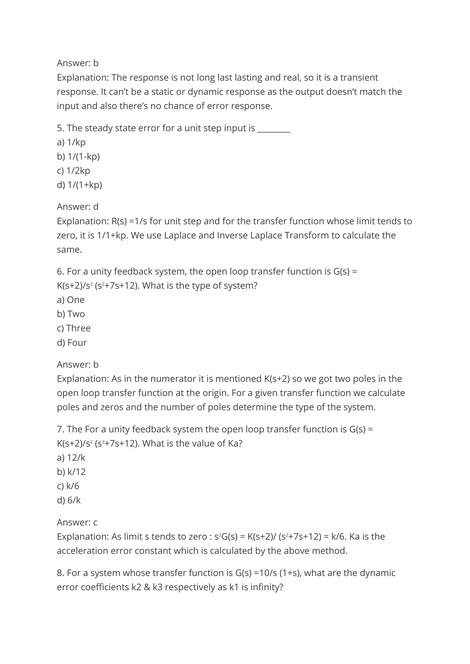 Answer: b
Explanation: The response is not long last lasting and real, so it is a transient
response. It can’t be a static or dynamic response as the output doesn’t match the
input and also there’s no chance of error response.
5. The steady state error for a unit step input is ________
a) 1/kp
b) 1/(1-kp)
c) 1/2kp
d) 1/(1+kp)
Answer: d
Explanation: R(s) =1/s for unit step and for the transfer function whose limit tends to
zero, it is 1/1+kp. We use Laplace and Inverse Laplace Transform to calculate the
same.
6. For a unity feedback system, the open loop transfer function is G(s) =
K(s+2)/s² (s²+7s+12). What is the type of system?
a) One
b) Two
c) Three
d) Four
Answer: b
Explanation: As in the numerator it is mentioned K(s+2) so we got two poles in the
open loop transfer function at the origin. For a given transfer function we calculate
poles and zeros and the number of poles determine the type of the system.
7. The For a unity feedback system the open loop transfer function is G(s) =
K(s+2)/s² (s²+7s+12). What is the value of Ka?
a) 12/k
b) k/12
c) k/6
d) 6/k
Answer: c
Explanation: As limit s tends to zero : s²G(s) = K(s+2)/ (s²+7s+12) = k/6. Ka is the
acceleration error constant which is calculated by the above method.
8. For a system whose transfer function is G(s) =10/s (1+s), what are the dynamic
error coefficients k2 & k3 respectively as k1 is infinity?